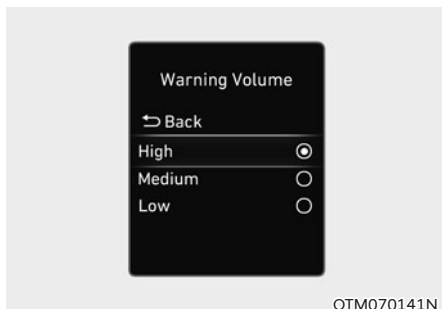 Warning Volume
Back
High
Medium
Low
OTM070141N